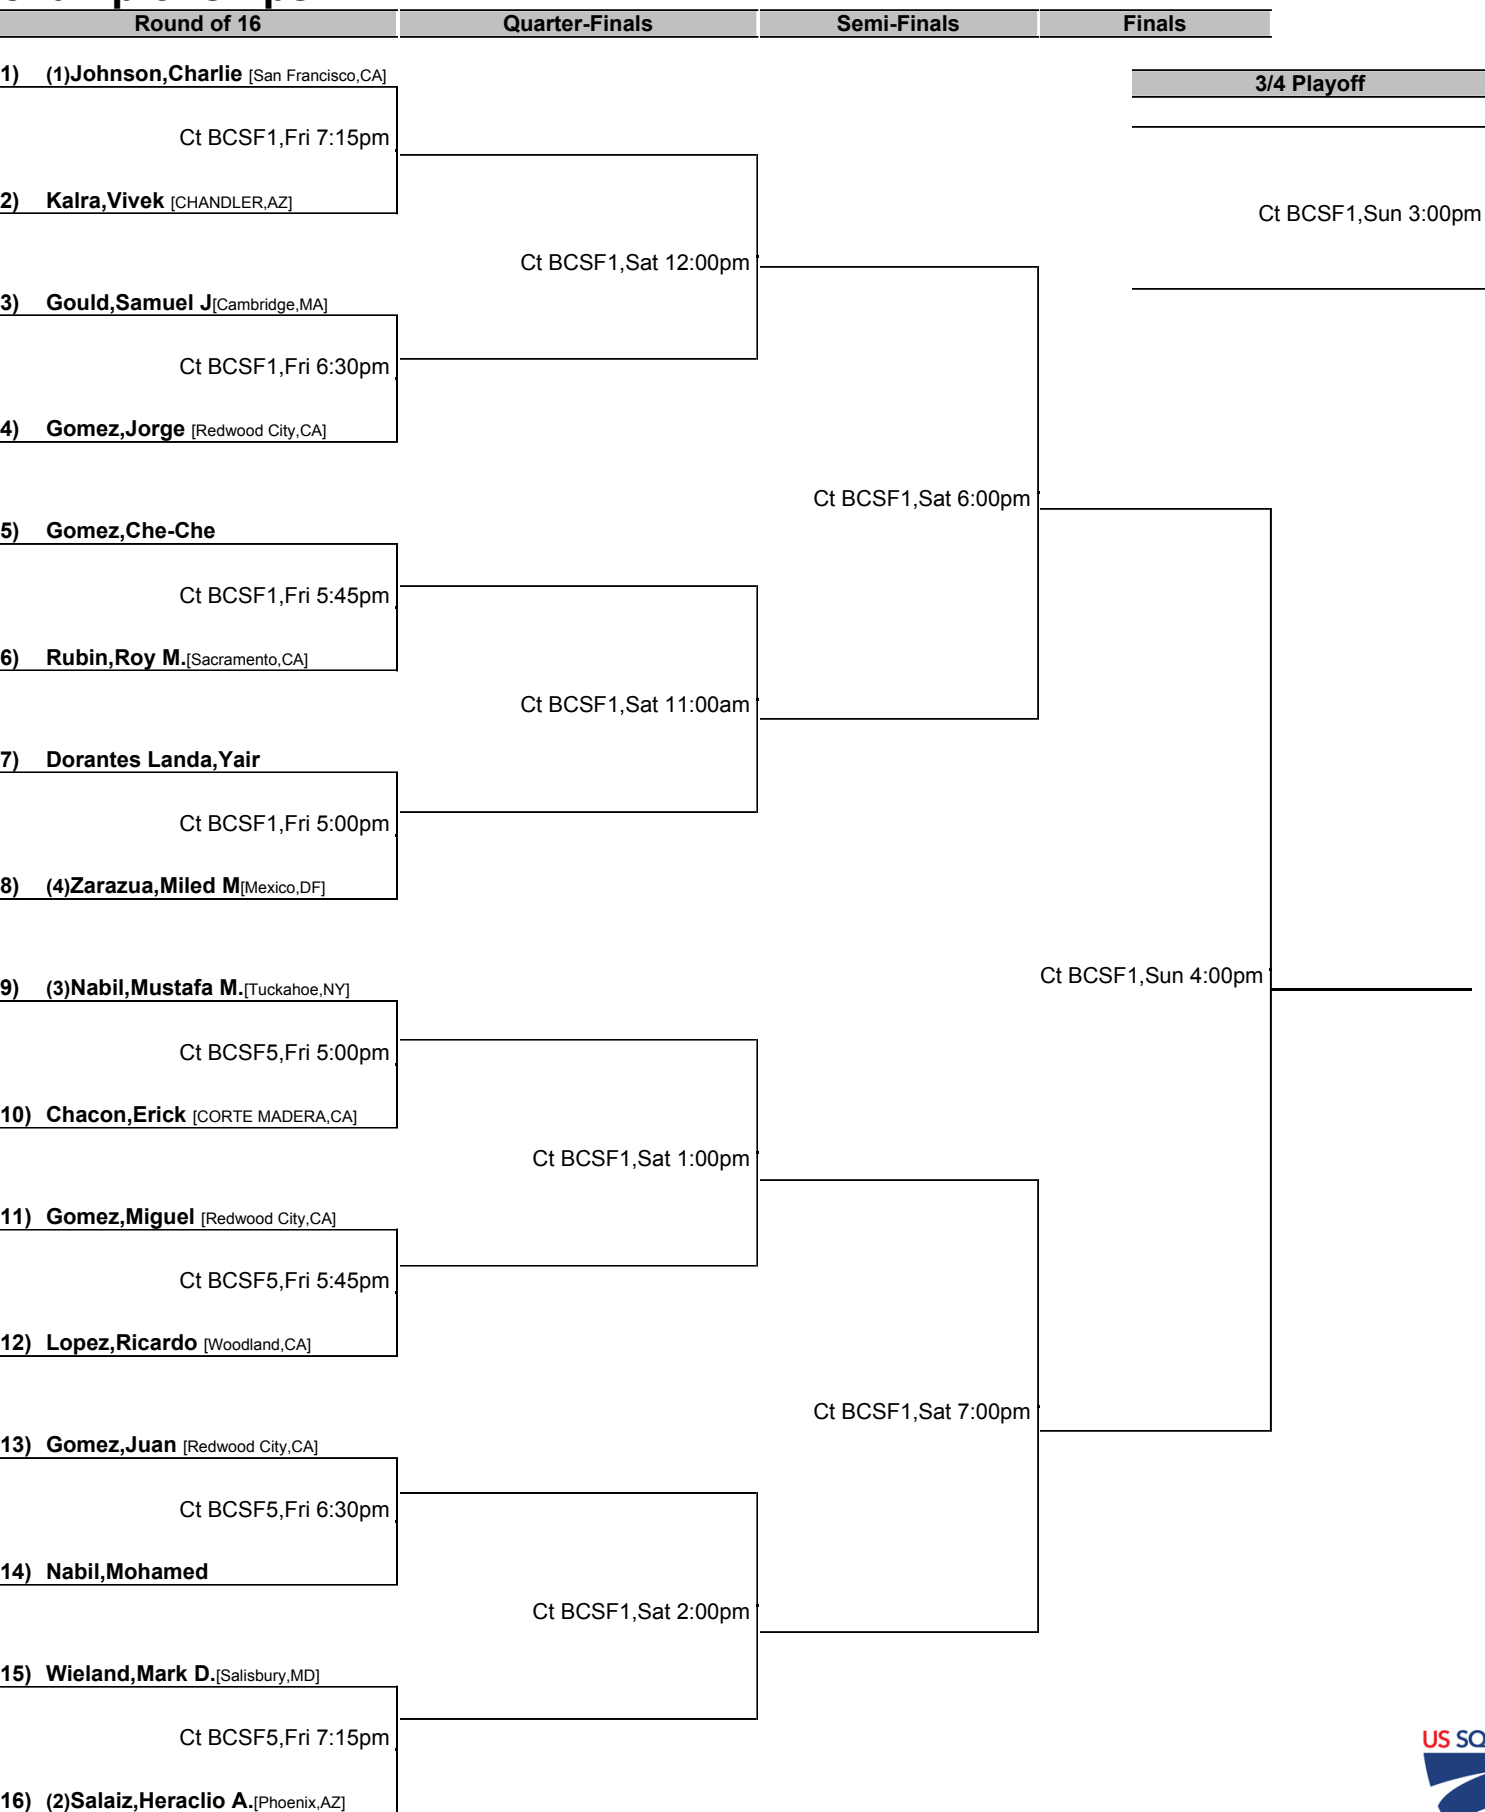 Round of 16 Quarter-Finals Semi-Finals Finals
1) (1)Johnson,Charlie [San Francisco,CA]
3/4 Playoff
Ct BCSF1,Fri 7:15pm
2) Kalra,Vivek [CHANDLER,AZ]
Ct BCSF1,Sun 3:00pm
Ct BCSF1,Sat 12:00pm
3) Gould,Samuel J[Cambridge,MA]
Ct BCSF1,Fri 6:30pm
4) Gomez,Jorge [Redwood City,CA]
Ct BCSF1,Sat 6:00pm
5) Gomez,Che-Che
Ct BCSF1,Fri 5:45pm
6) Rubin,Roy M.[Sacramento,CA]
Ct BCSF1,Sat 11:00am
7) Dorantes Landa,Yair
Ct BCSF1,Fri 5:00pm
8) (4)Zarazua,Miled M[Mexico,DF]
Ct BCSF1,Sun 4:00pm
9) (3)Nabil,Mustafa M.[Tuckahoe,NY]
Ct BCSF5,Fri 5:00pm
10) Chacon,Erick [CORTE MADERA,CA]
Ct BCSF1,Sat 1:00pm
11) Gomez,Miguel [Redwood City,CA]
Ct BCSF5,Fri 5:45pm
12) Lopez,Ricardo [Woodland,CA]
Ct BCSF1,Sat 7:00pm
13) Gomez,Juan [Redwood City,CA]
Ct BCSF5,Fri 6:30pm
14) Nabil,Mohamed
Ct BCSF1,Sat 2:00pm
15) Wieland,Mark D.[Salisbury,MD]
Ct BCSF5,Fri 7:15pm
US SQ
16) (2)Salaiz,Heraclio A.[Phoenix,AZ]